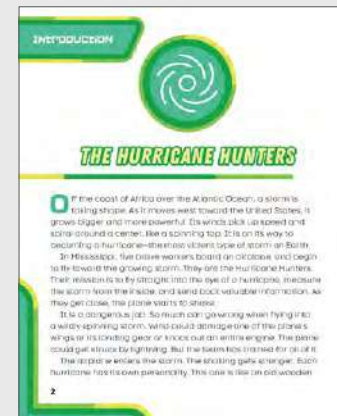 INTRODUCTION
THE HURRICANE HUNTERS
Off the coast of Africa over the Atlantic Ocean, a storm is
taking shape. As it moves west toward the United States, it
grows bigger and more powerful. Its winds pick up speed and
spiral around a center, like a spinning top. It is on its way to
becoming a hurricane—the most violent type of storm on Earth.
In Mississippi, five brave workers board an airplane and begin
to fly toward the growing storm. They are the Hurricane Hunters.
Their mission is to fly straight into the eye of a hurricane, measure
the storm from the inside, and send back valuable information. As
they get close, the plane starts to shake.
It is a dangerous job. So much can go wrong when flying into
a wildly spinning storm. Wind could damage one of the plane's
wings or its landing gear or knock out an entire engine. The plane
could get struck by lightning. But the team has trained for all of it.
The airplane enters the storm. The shaking gets stronger. Each
hurricane has its own personality. This one is like an old wooden
2